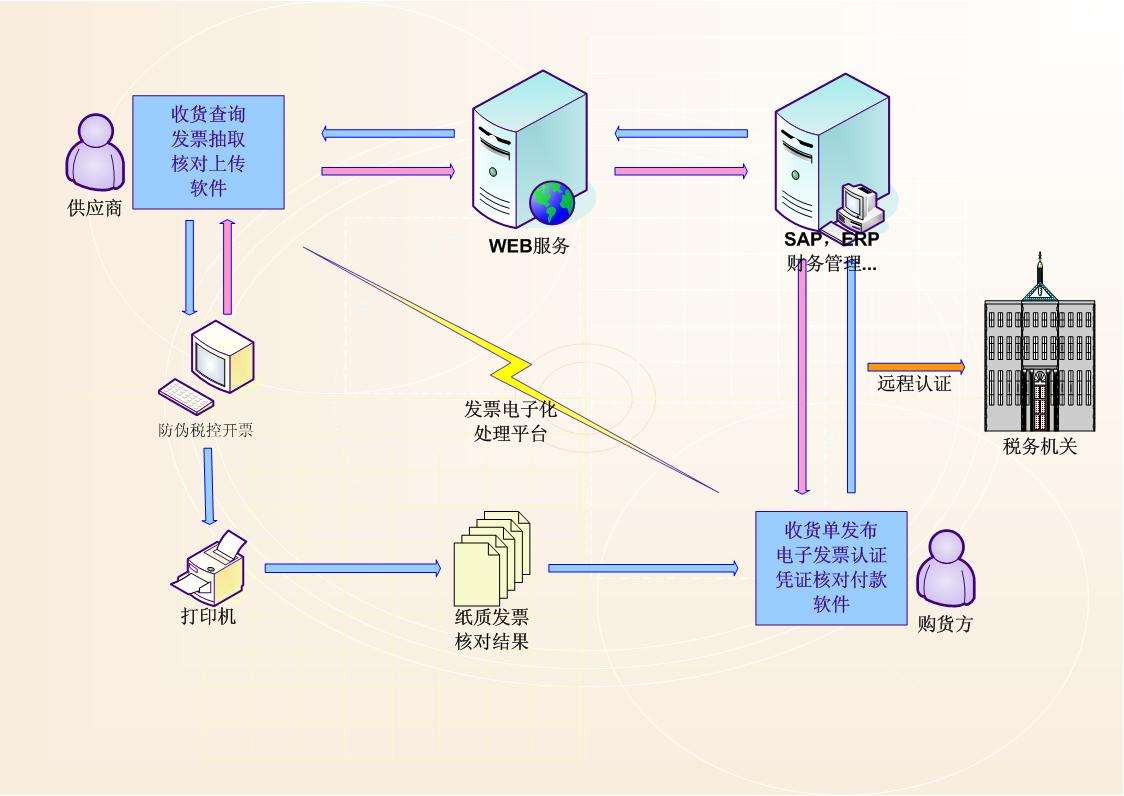 收货查询
发票抽取
核对上传
软件
供应商
WEB服务
SAP，ERP
财务管理...
远程认证
税务机关
防伪税控开票
发票电子化
处理平台
打印机
纸质发票
核对结果
收货单发布
电子发票认证
凭证核对付款
软件
购货方